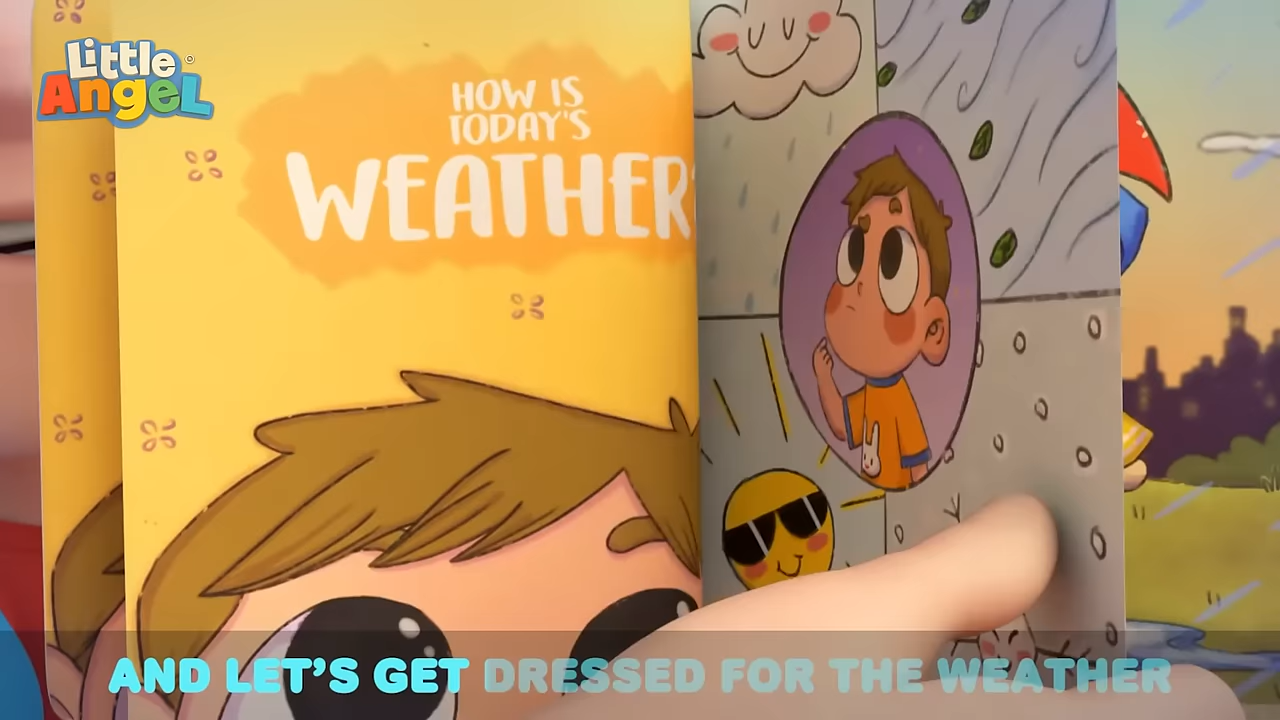 Little
Angel
HOW IS
TODAY'S
WEATHER?
AND LET'S GET DRESSED FOR THE WEATHER